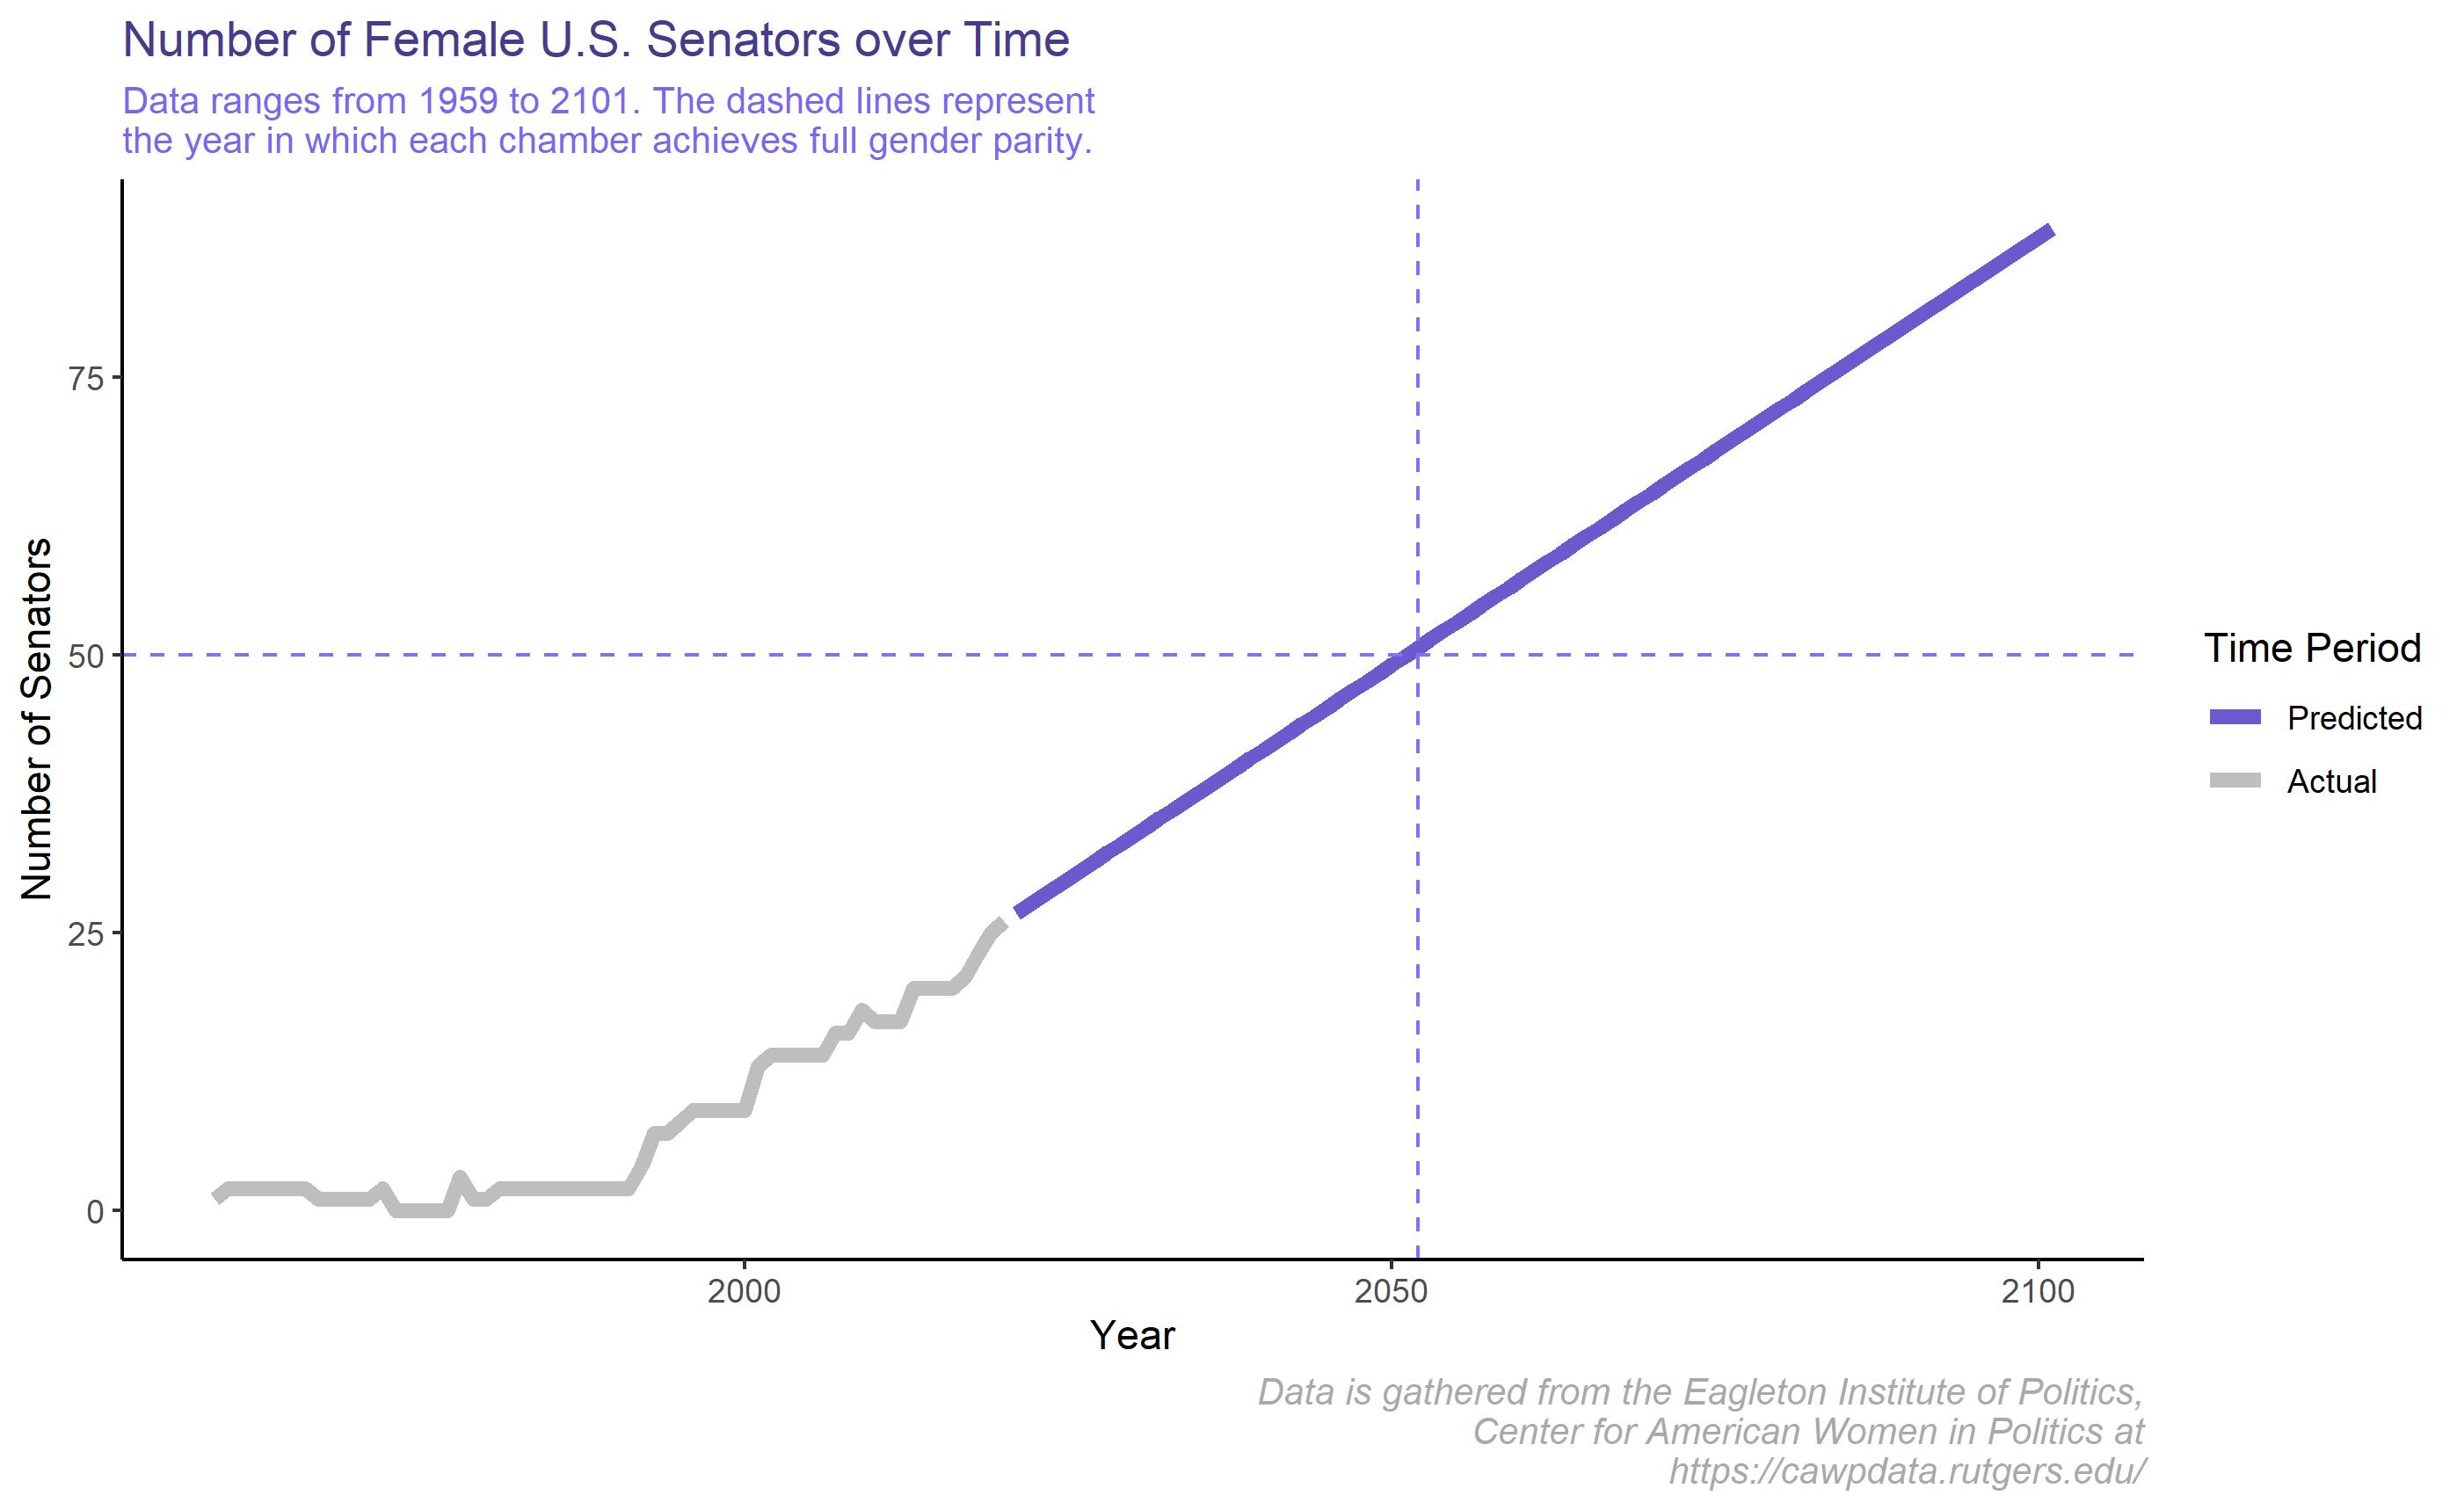 Number of Female U.S. Senators over Time
Data ranges from 1959 to 2101. The dashed lines represent
the year in which each chamber achieves full gender parity.
Number of Senators
75
50
25
0
2000
2050
2100
Year
Time Period
Predicted
Actual
Data is gathered from the Eagleton Institute of Politics,
Center for American Women in Politics at
https://cawpdata.rutgers.edu/